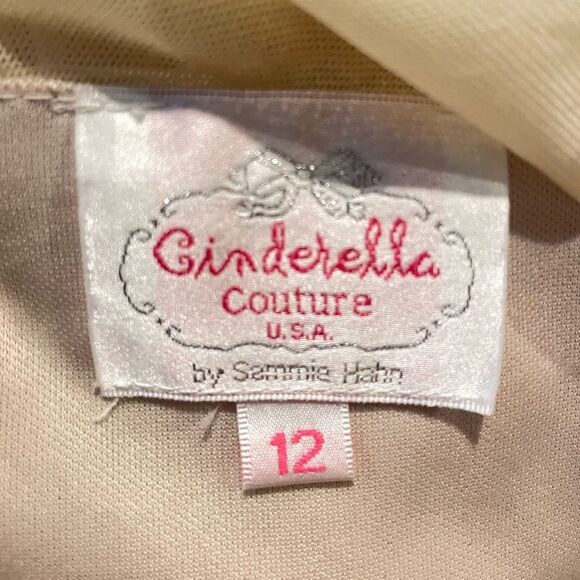 Cinderella
Couture
U.S.A.
by Sammie Hahn
12